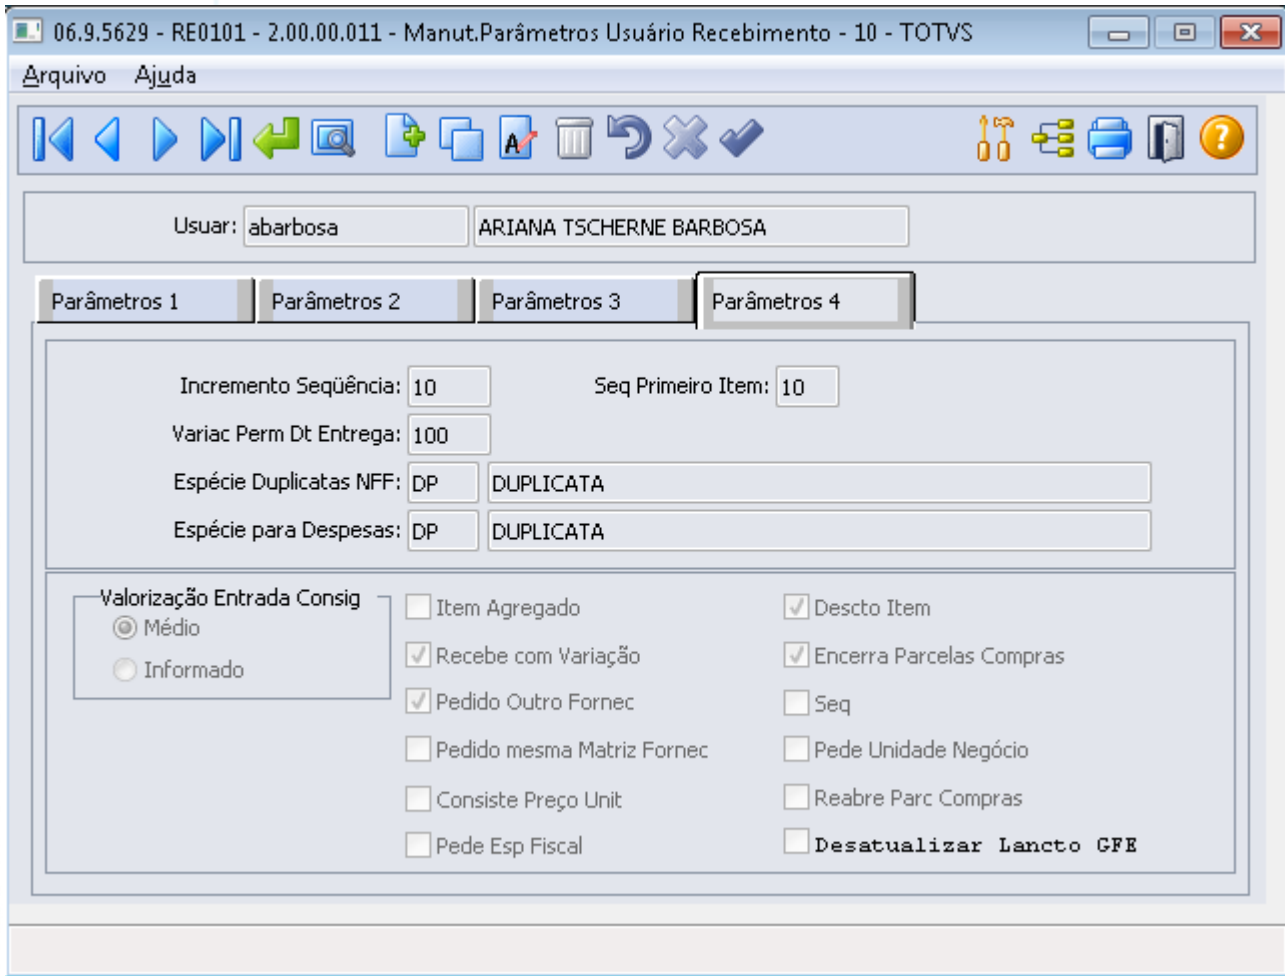 06.9.5629 - RE0101 - 2.00.00.011 - Manut.Parâmetros Usuário Recebimento - 10 - TOTVS
Arquivo Ajuda
Usuar: abarbosa ARIANA TSCHERNE BARBOSA
Parâmetros 1 Parâmetros 2 Parâmetros 3 Parâmetros 4
Incremento Seqüência: 10 Seq Primeiro Item: 10
Variac Perm Dt Entrega: 100
Espécie Duplicatas NFF: DP DUPLICATA
Espécie para Despesas: DP DUPLICATA
Valorização Entrada Consig
Médio
Informado
Item Agregado
Recebe com Variação
Pedido Outro Fornec
Pedido mesma Matriz Fornec
Consiste Preço Unit
Pede Esp Fiscal
Descto Item
Encerra Parcelas Compras
Seq
Pede Unidade Negócio
Reabre Parc Compras
Desatualizar Lancto GFE